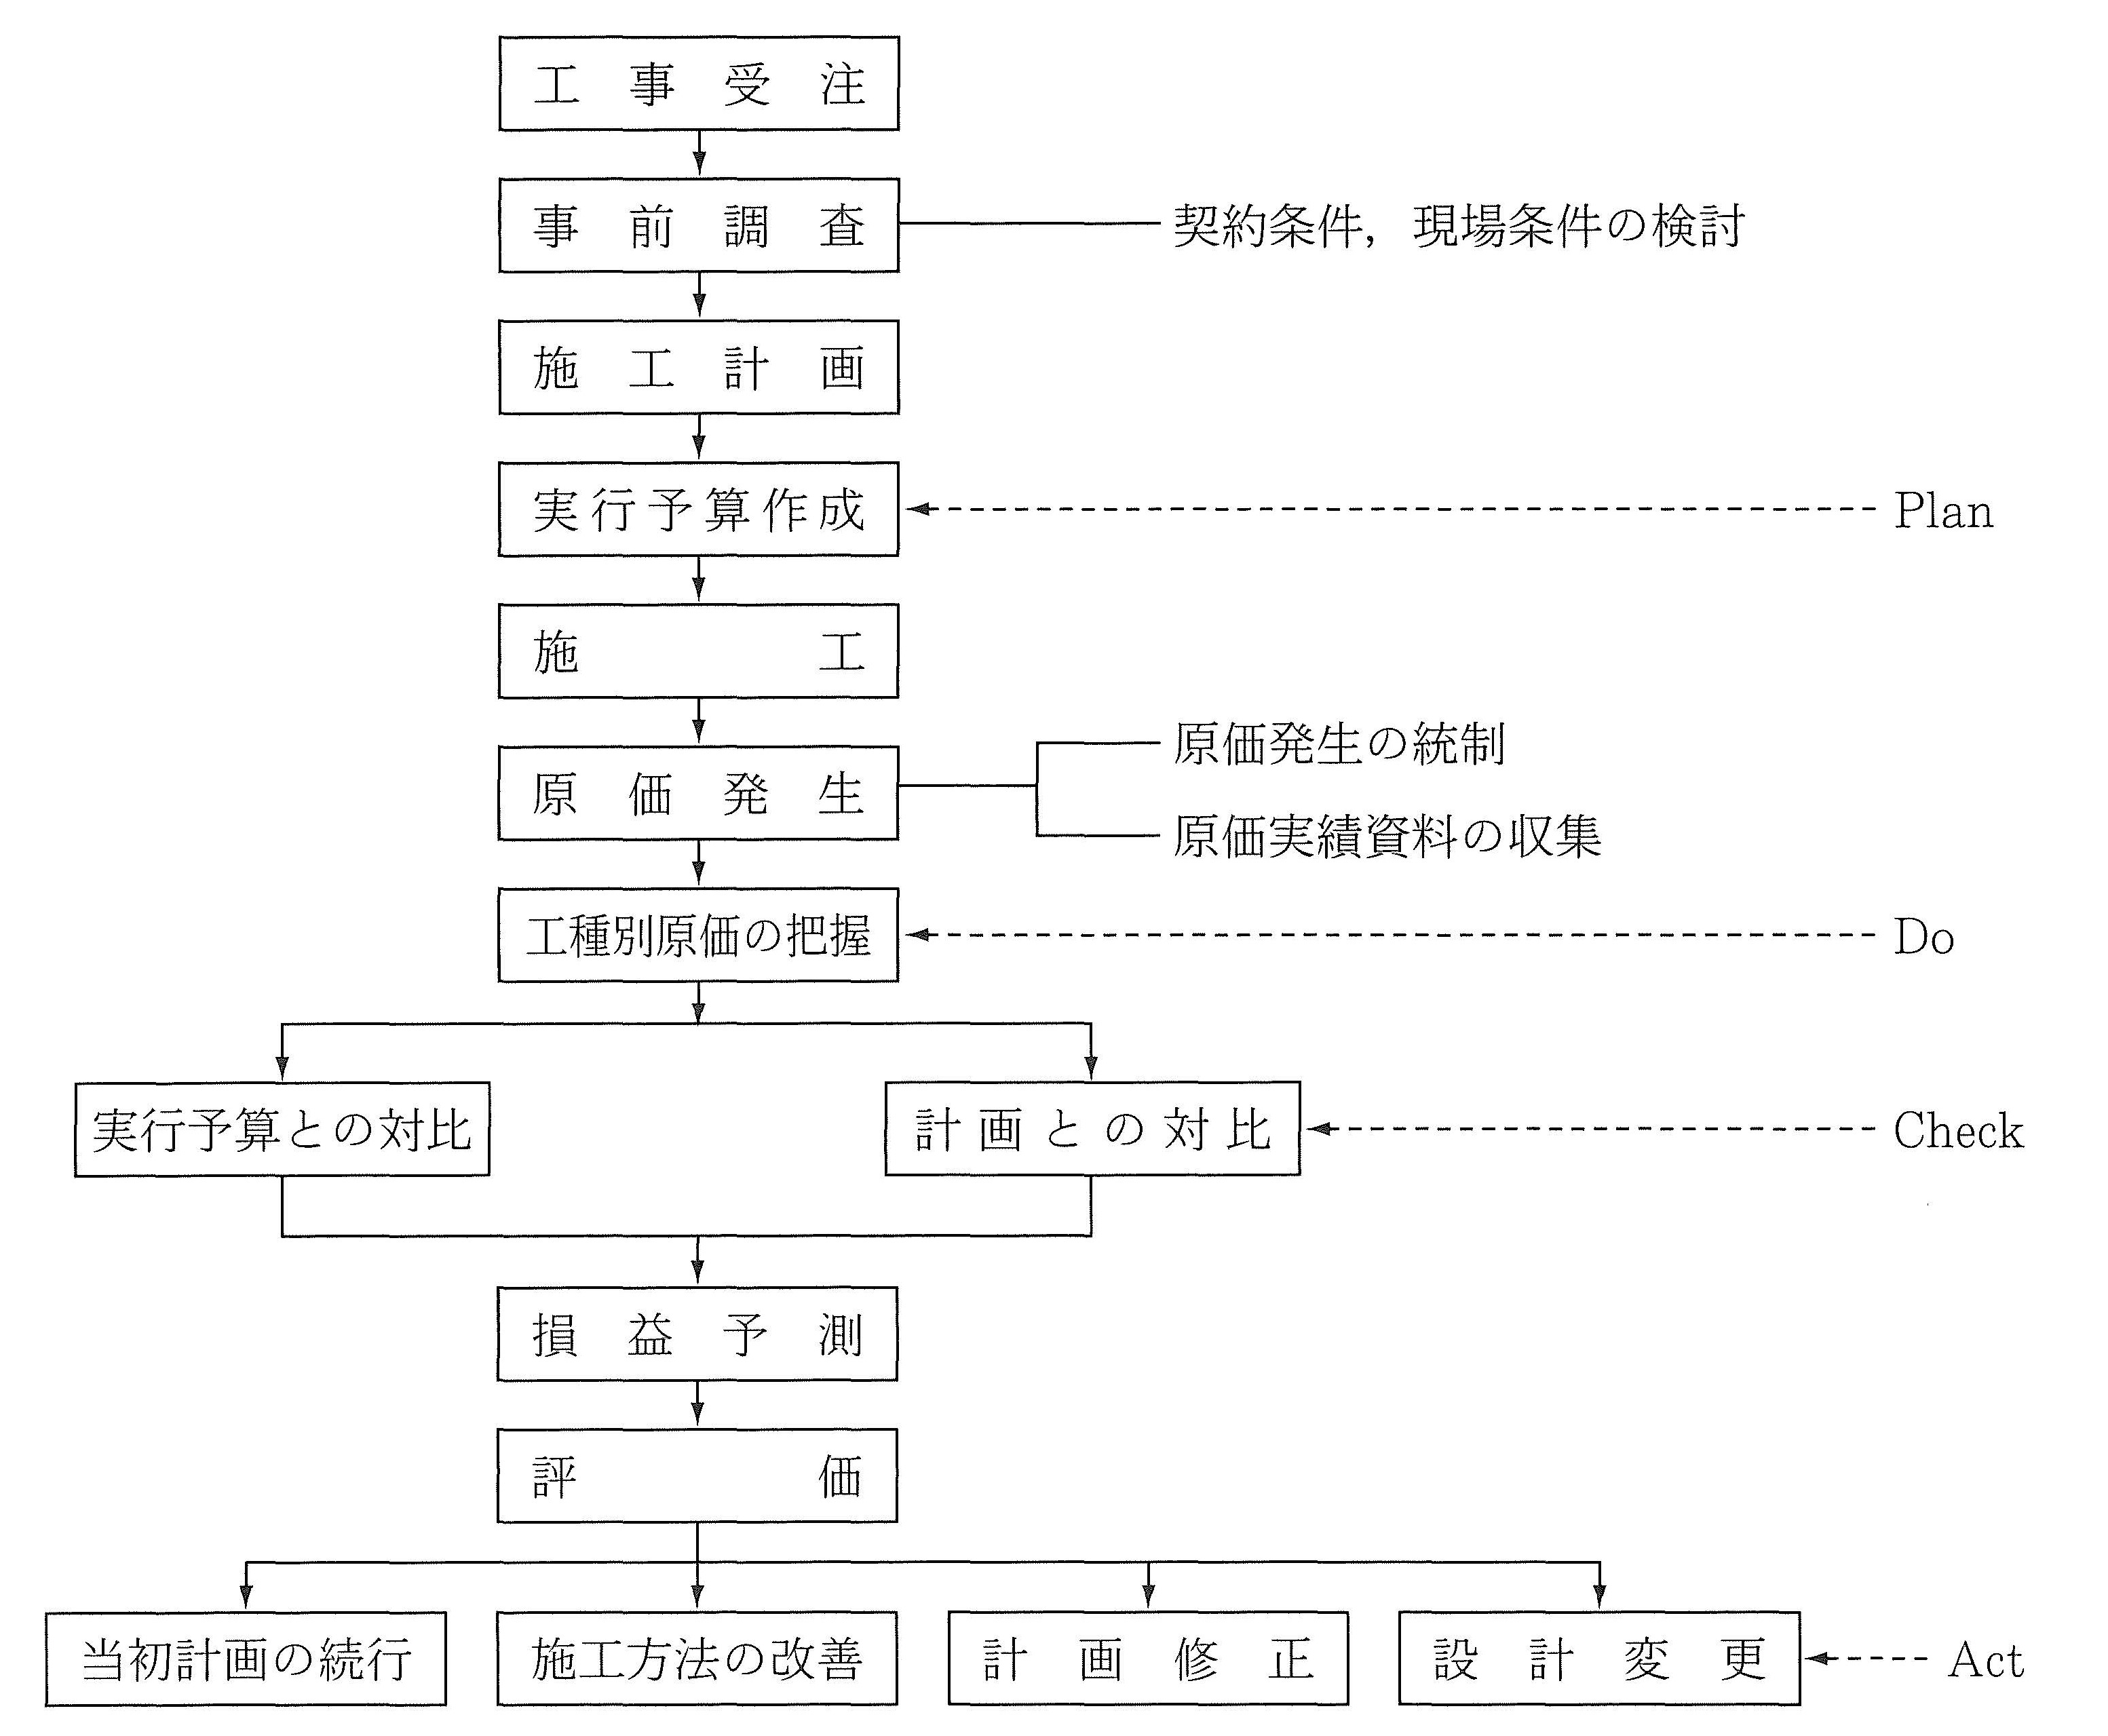 工事受注
事前調査
契約条件，現場条件の検討
施工計画
実行予算作成
Plan
施工
原価発生
原価発生の統制
原価実績資料の収集
工種別原価の把握
Do
実行予算との対比
計画との対比
Check
損益予測
評価
当初計画の続行
施工方法の改善
計画修正
設計変更
Act